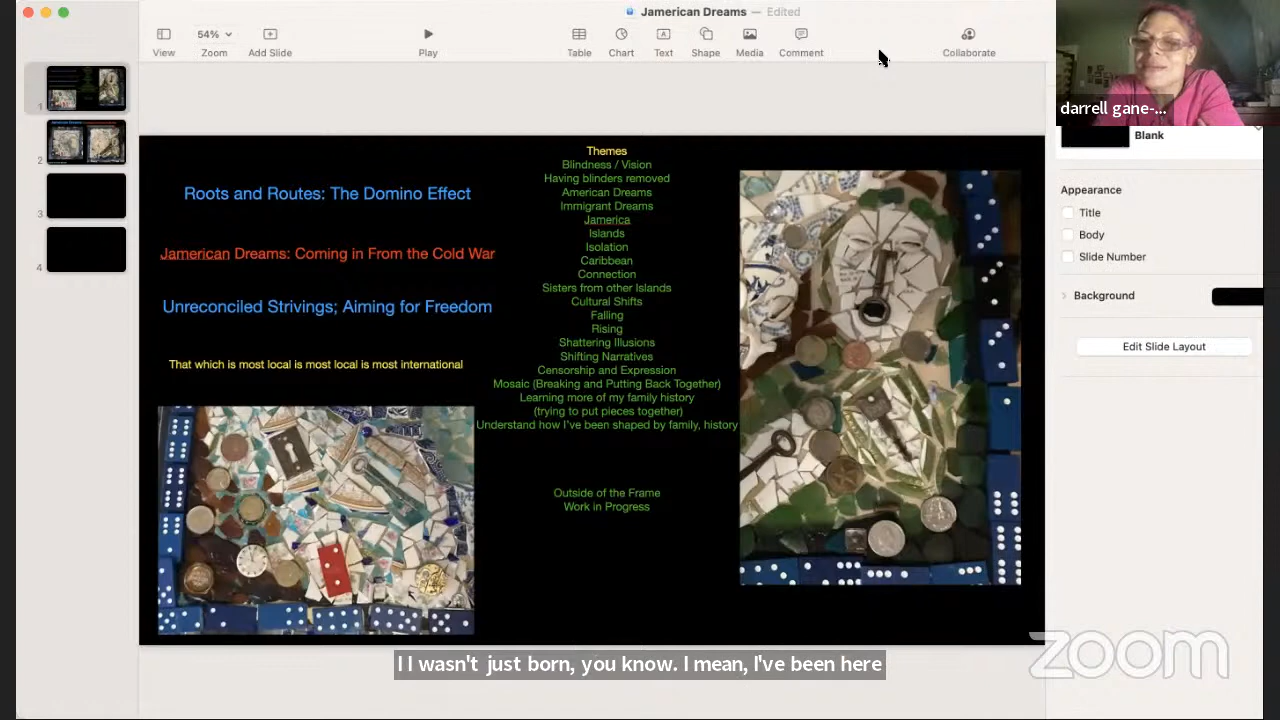 Jamerican Dreams — Edited
54%
View
Zoom
Add Slide
Play
Table
Chart
Text
Shape
Media
Comment
Collaborate
darrell gane-...
Blank
Appearance
Title
Body
Slide Number
Background
Edit Slide Layout
1
2
3
4
Roots and Routes: The Domino Effect
Jamerican Dreams: Coming in From the Cold War
Unreconciled Strivings; Aiming for Freedom
That which is most local is most local is most international
Themes
Blindness / Vision
Having blinders removed
American Dreams
Immigrant Dreams
Jamerica
Islands
Isolation
Caribbean
Connection
Sisters from other Islands
Cultural Shifts
Falling
Rising
Shattering Illusions
Shifting Narratives
Censorship and Expression
Mosaic (Breaking and Putting Back Together)
Learning more of my family history
(trying to put pieces together)
Understand how I've been shaped by family, history
Outside of the Frame
Work in Progress
I I wasn't just born, you know. I mean, I've been here
zoom